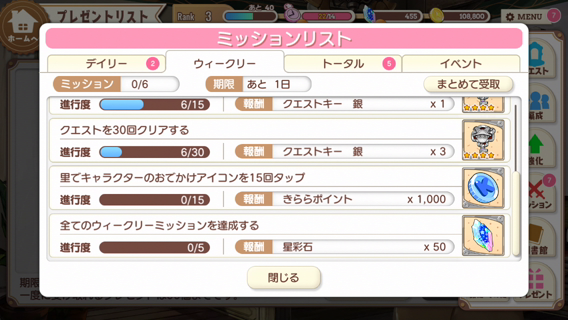 プレゼントリスト
Rank 3
あと 40
455
108,800
MENU
7
ホームへ
ミッションリスト
デイリー
2
ウィークリー
トータル
5
イベント
ミッション
0/6
期限
あと 1日
まとめて受取
進行度
6/15
報酬
クエストキー 銀
x 1
クエストを30回クリアする
進行度
6/30
報酬
クエストキー 銀
x 3
里でキャラクターのおでかけアイコンを15回タップ
進行度
0/15
報酬
きららポイント
x 1,000
全てのウィークリーミッションを達成する
進行度
0/5
報酬
星彩石
x 50
閉じる